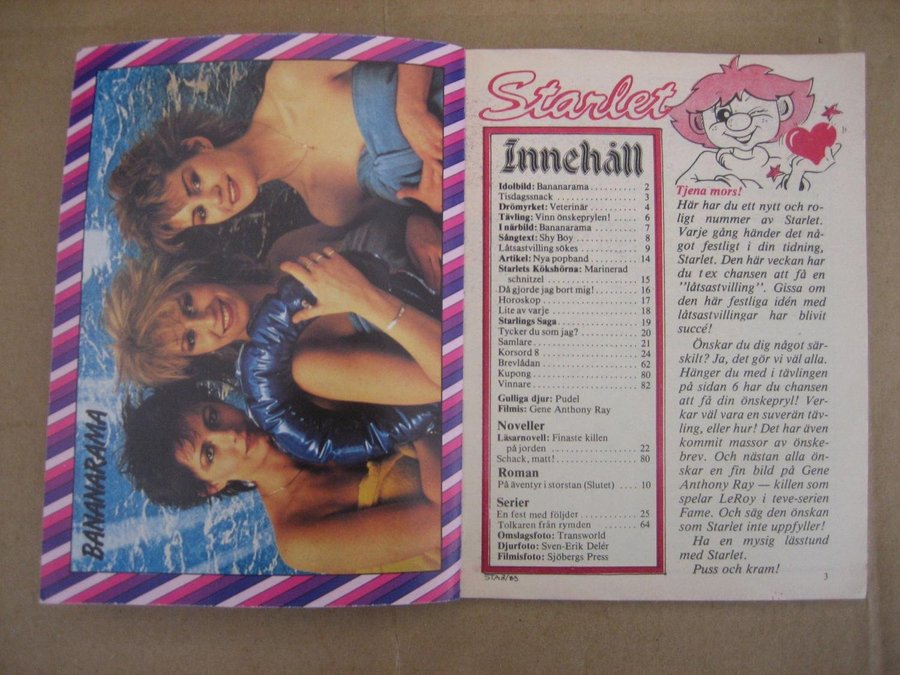 BANANARAMA
Starlet
Innehåll
Idolbild: Bananarama . . . . . . . . . . . 2
Tisdagssnack . . . . . . . . . . . . . . . . . . 3
Drömyrket: Veterinär . . . . . . . . . . . 4
Tävling: Vinn önskeprylen! . . . . . . 6
I närbild: Bananarama . . . . . . . . . . 7
Sångtext: Shy Boy . . . . . . . . . . . . . . 8
Låtsastvilling sökes . . . . . . . . . . . . . 9
Artikel: Nya popband . . . . . . . . . . . 14
Starlets Kökshörna: Marinerad
schnitzel . . . . . . . . . . . . . . . . . . . . 15
Då gjorde jag bort mig! . . . . . . . . . . 16
Horoskop . . . . . . . . . . . . . . . . . . . . . 17
Lite av varje . . . . . . . . . . . . . . . . . . . 18
Starlings Saga . . . . . . . . . . . . . . . . . 19
Tycker du som jag? . . . . . . . . . . . . . 20
Samlare . . . . . . . . . . . . . . . . . . . . . . 21
Korsord 8 . . . . . . . . . . . . . . . . . . . . . 24
Brevlådan . . . . . . . . . . . . . . . . . . . . . 62
Kupong . . . . . . . . . . . . . . . . . . . . . . . 80
Vinnare . . . . . . . . . . . . . . . . . . . . . . . 82
Gulliga djur: Pudel
Filmis: Gene Anthony Ray
Noveller
Läsarnovell: Finaste killen
på jorden . . . . . . . . . . . . . . . . . . . 22
Schack, matt! . . . . . . . . . . . . . . . . . . 80
Roman
På äventyr i storstan (Slutet) . . . . 10
Serier
En fest med följder . . . . . . . . . . . . . 25
Tolkaren från rymden . . . . . . . . . . 64
Omslagsfoto: Transworld
Djurfoto: Sven-Erik Delér
Filmisfoto: Sjöbergs Press
Tjena mors!
Här har du ett nytt och ro-
ligt nummer av Starlet.
Varje gång händer det nå-
got festligt i din tidning,
Starlet. Den här veckan har
du t ex chansen att få en
"låtsastvilling". Gissa om
den här festliga idén med
låtsastvillingar har blivit
succé!
Önskar du dig något sär-
skilt? Ja, det gör vi väl alla.
Hänger du med i tävlingen
på sidan 6 har du chansen
att få din önskepryl! Ver-
kar väl vara en suverän täv-
ling, eller hur! Det har även
kommit massor av önske-
brev. Och nästan alla ön-
skar en fin bild på Gene
Anthony Ray — killen som
spelar LeRoy i teve-serien
Fame. Och säg den önskan
som Starlet inte uppfyller!
Ha en mysig lässtund
med Starlet.
Puss och kram!
3